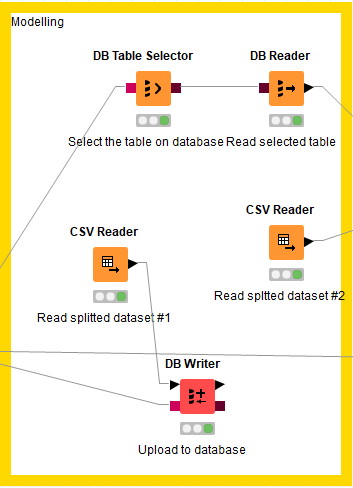 Modelling
DB Table Selector
DB Reader
Select the table on database
Read selected table
CSV Reader
CSV Reader
Read spltted dataset #2
Read splitted dataset #1
DB Writer
Upload to database